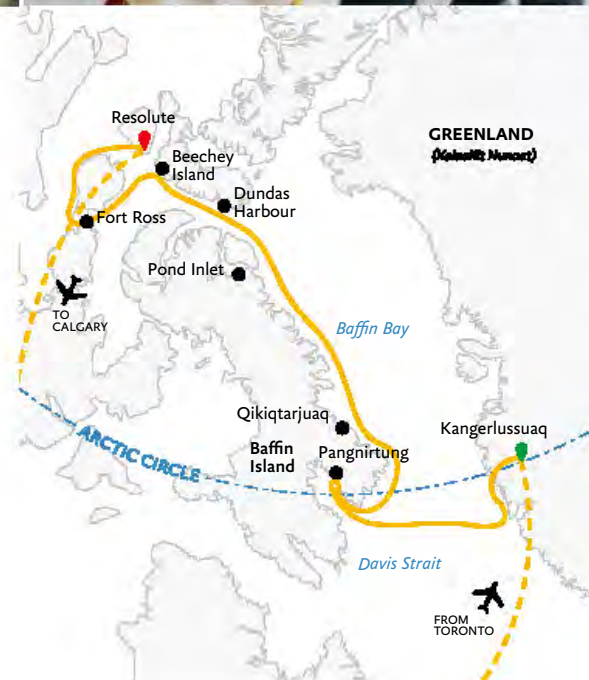 Resolute
GREENLAND
Beechey
Island
Dundas
Harbour
Fort Ross
Pond Inlet
TO
CALGARY
Baffin Bay
Qikiqtarjuaq
Kangerlussuaq
ARCTIC CIRCLE
Baffin
Island
Pangnirtung
Davis Strait
FROM
TORONTO